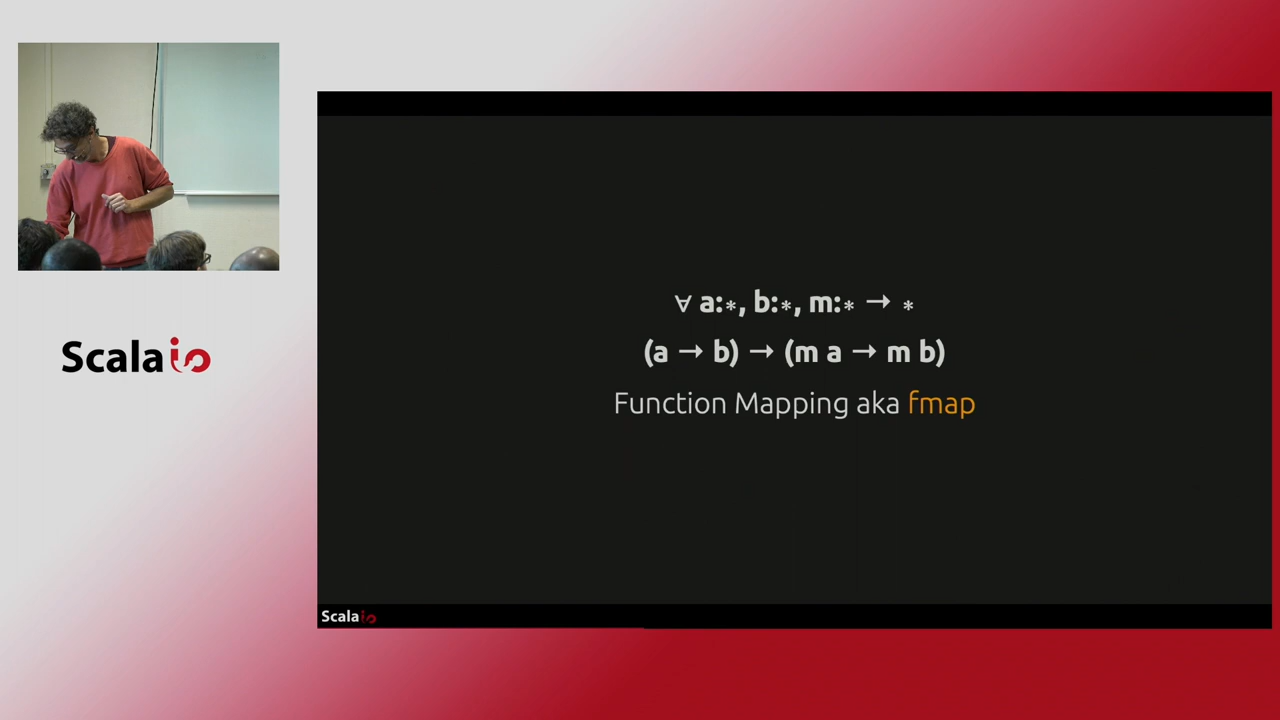 ∀ a:*, b:*, m:* → *
(a → b) → (m a → m b)
Function Mapping aka fmap
Scala io
Scala io